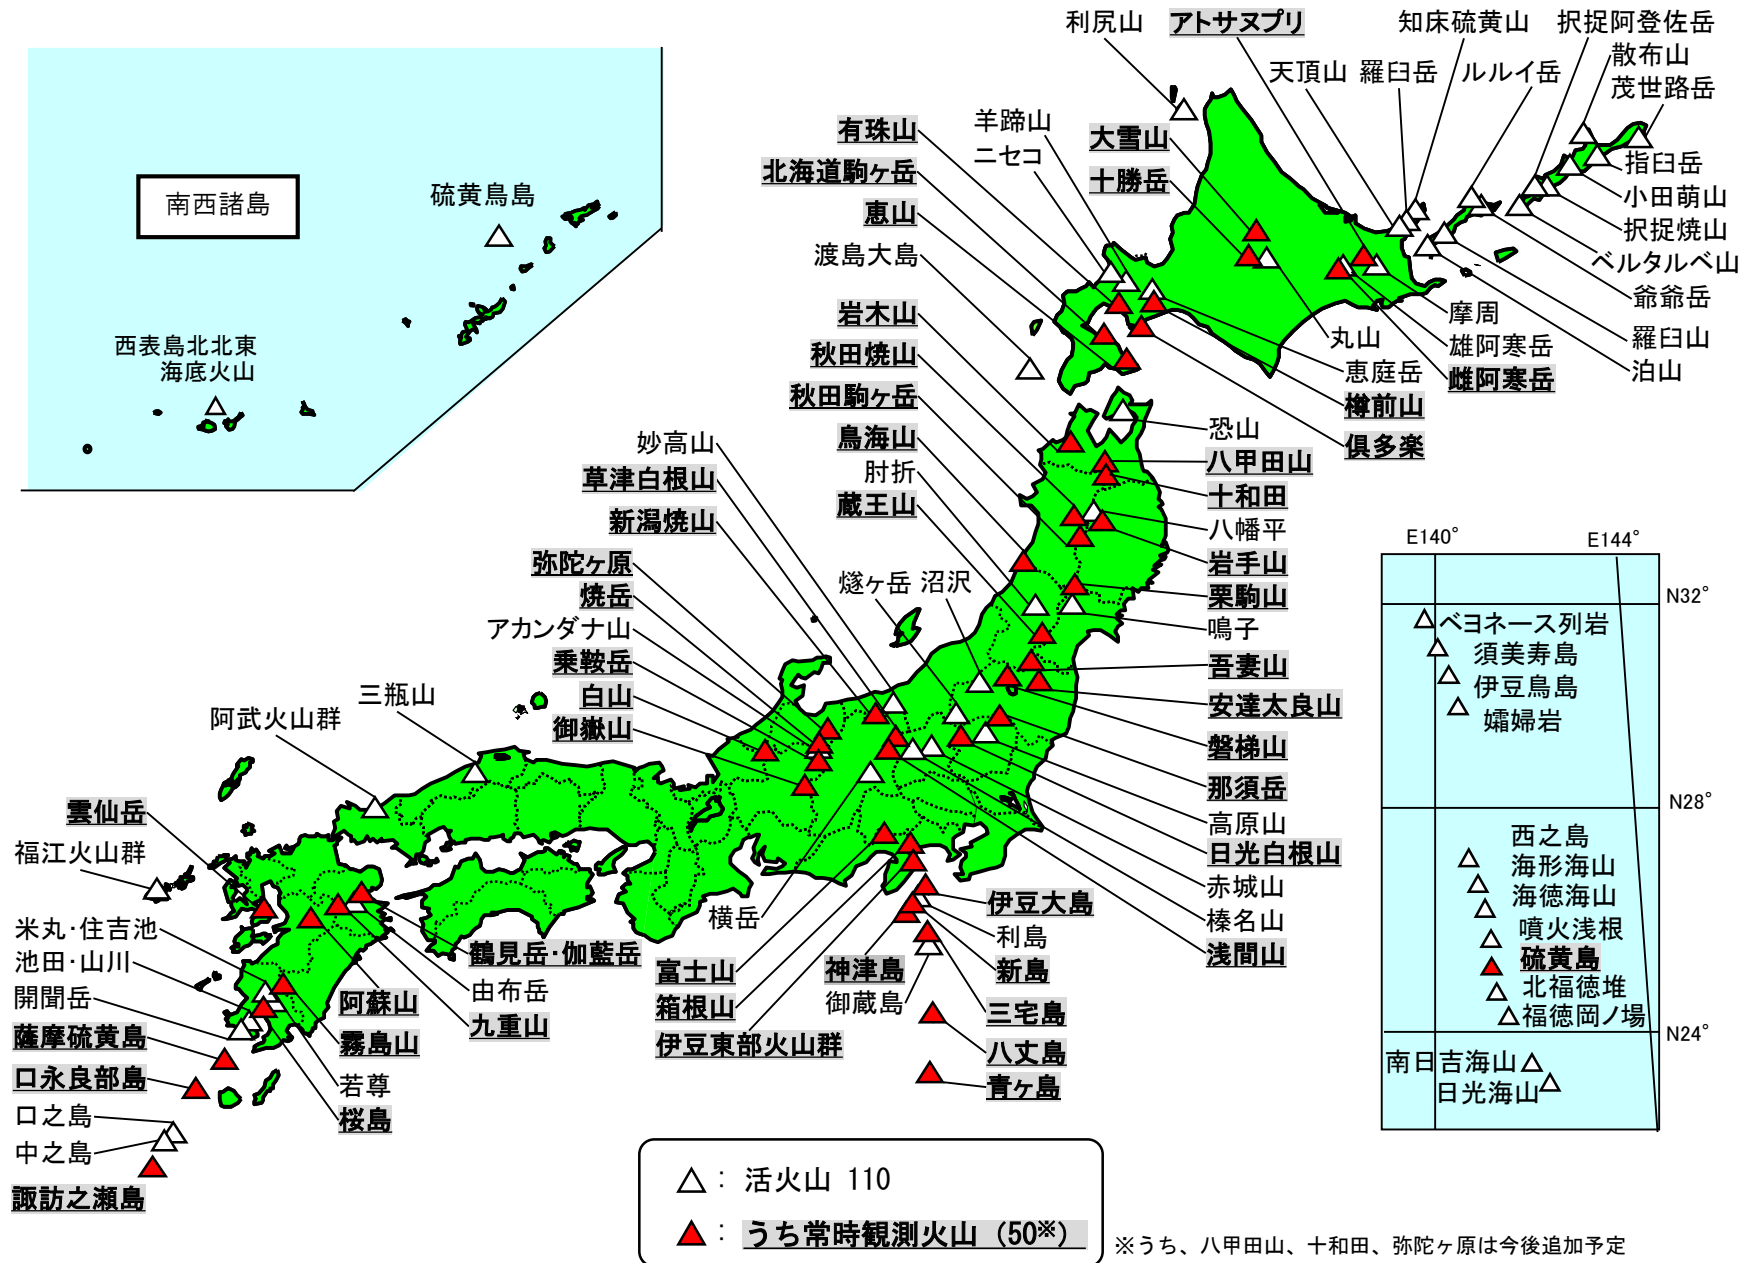 南西諸島
硫黄鳥島
西表島北北東
海底火山
利尻山
アトサヌプリ
知床硫黄山
択捉阿登佐岳
散布山
天頂山
羅臼岳
ルルイ岳
茂世路岳
有珠山
羊蹄山
大雪山
ニセコ
北海道駒ヶ岳
十勝岳
指臼岳
小田萌山
恵山
択捉焼山
渡島大島
ベルタルベ山
爺爺岳
岩木山
摩周
丸山
羅臼山
雄阿寒岳
秋田焼山
恵庭岳
泊山
雌阿寒岳
秋田駒ヶ岳
樽前山
恐山
鳥海山
妙高山
倶多楽
八甲田山
肘折
草津白根山
十和田
蔵王山
新潟焼山
八幡平
弥陀ヶ原
岩手山
燧ヶ岳
沼沢
焼岳
栗駒山
アカンダナ山
鳴子
乗鞍岳
吾妻山
白山
三瓶山
安達太良山
阿武火山群
御嶽山
磐梯山
那須岳
雲仙岳
高原山
福江火山群
日光白根山
赤城山
伊豆大島
横岳
榛名山
米丸・住吉池
利島
鶴見岳・伽藍岳
浅間山
池田・山川
富士山
神津島
新島
由布岳
開聞岳
阿蘇山
箱根山
御蔵島
三宅島
九重山
薩摩硫黄島
霧島山
伊豆東部火山群
八丈島
口永良部島
若尊
青ヶ島
口之島
桜島
中之島
諏訪之瀬島
E140°
E144°
N32°
ベヨネース列岩
須美寿島
伊豆鳥島
孀婦岩
N28°
西之島
海形海山
海徳海山
噴火浅根
硫黄島
北福徳堆
福徳岡ノ場
N24°
南日吉海山
日光海山
△：活火山 110
▲：うち常時観測火山（50※）
※うち、八甲田山、十和田、弥陀ヶ原は今後追加予定